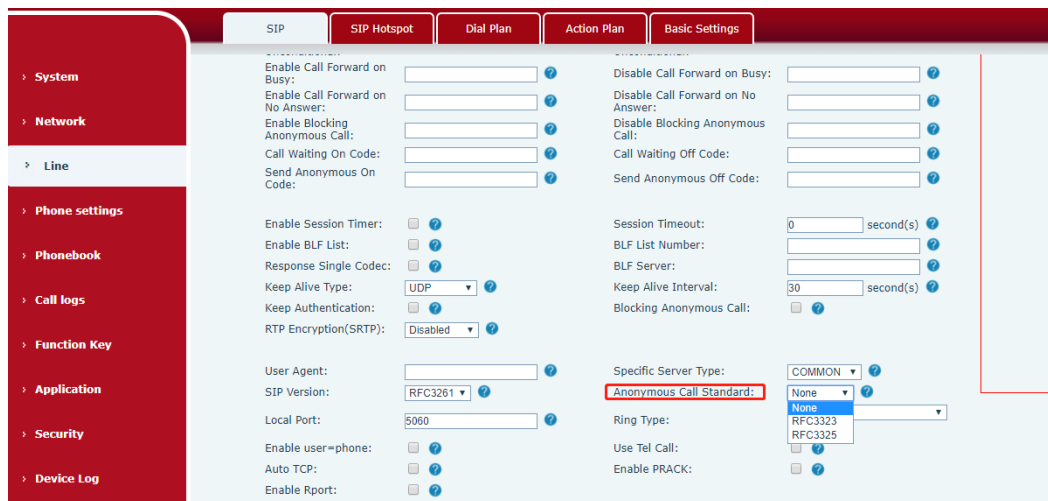 SIP
SIP Hotspot
Dial Plan
Action Plan
Basic Settings
› System
› Network
› Line
› Phone settings
› Phonebook
› Call logs
› Function Key
› Application
› Security
› Device Log
Enable Call Forward on
Busy:
Disable Call Forward on Busy:
Enable Call Forward on
No Answer:
Disable Call Forward on No
Answer:
Enable Blocking
Anonymous Call:
Disable Blocking Anonymous
Call:
Call Waiting On Code:
Call Waiting Off Code:
Send Anonymous On
Code:
Send Anonymous Off Code:
Enable Session Timer:
Session Timeout: 0 second(s)
Enable BLF List:
BLF List Number:
Response Single Codec:
BLF Server:
Keep Alive Type: UDP
Keep Alive Interval: 30 second(s)
Keep Authentication:
Blocking Anonymous Call:
RTP Encryption(SRTP): Disabled
User Agent:
Specific Server Type: COMMON
SIP Version: RFC3261
Anonymous Call Standard: None
None
RFC3323
RFC3325
Local Port: 5060
Ring Type:
Enable user=phone:
Use Tel Call:
Auto TCP:
Enable PRACK:
Enable Rport: